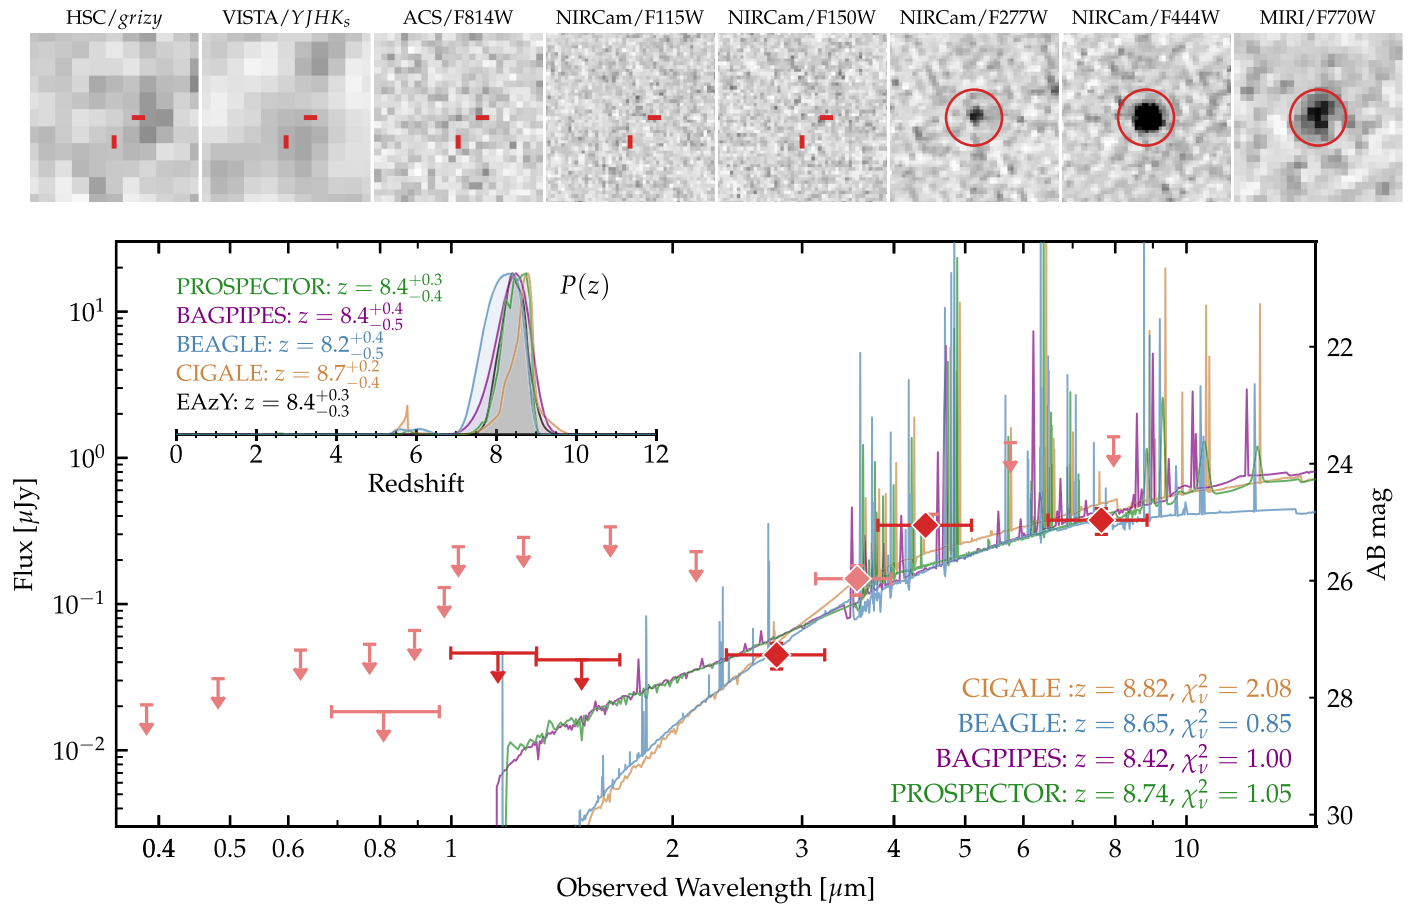 HSC/grizy VISTA/YJHKs ACS/F814W NIRCam/F115W NIRCam/F150W NIRCam/F277W NIRCam/F444W MIRI/F770W
PROSPECTOR: z = 8.4+0.3−0.4
BAGPIPES: z = 8.4+0.4−0.5
BEAGLE: z = 8.2+0.4−0.5
CIGALE: z = 8.7+0.2−0.4
EAzY: z = 8.4+0.3−0.3
P(z)
0 2 4 6 8 10 12
Redshift
10¹
10⁰
10⁻¹
10⁻²
Flux [μJy]
22
24
26
28
30
AB mag
CIGALE :z = 8.82, χ²ν = 2.08
BEAGLE: z = 8.65, χ²ν = 0.85
BAGPIPES: z = 8.42, χ²ν = 1.00
PROSPECTOR: z = 8.74, χ²ν = 1.05
0.4 0.5 0.6 0.8 1 2 3 4 5 6 8 10
Observed Wavelength [μm]